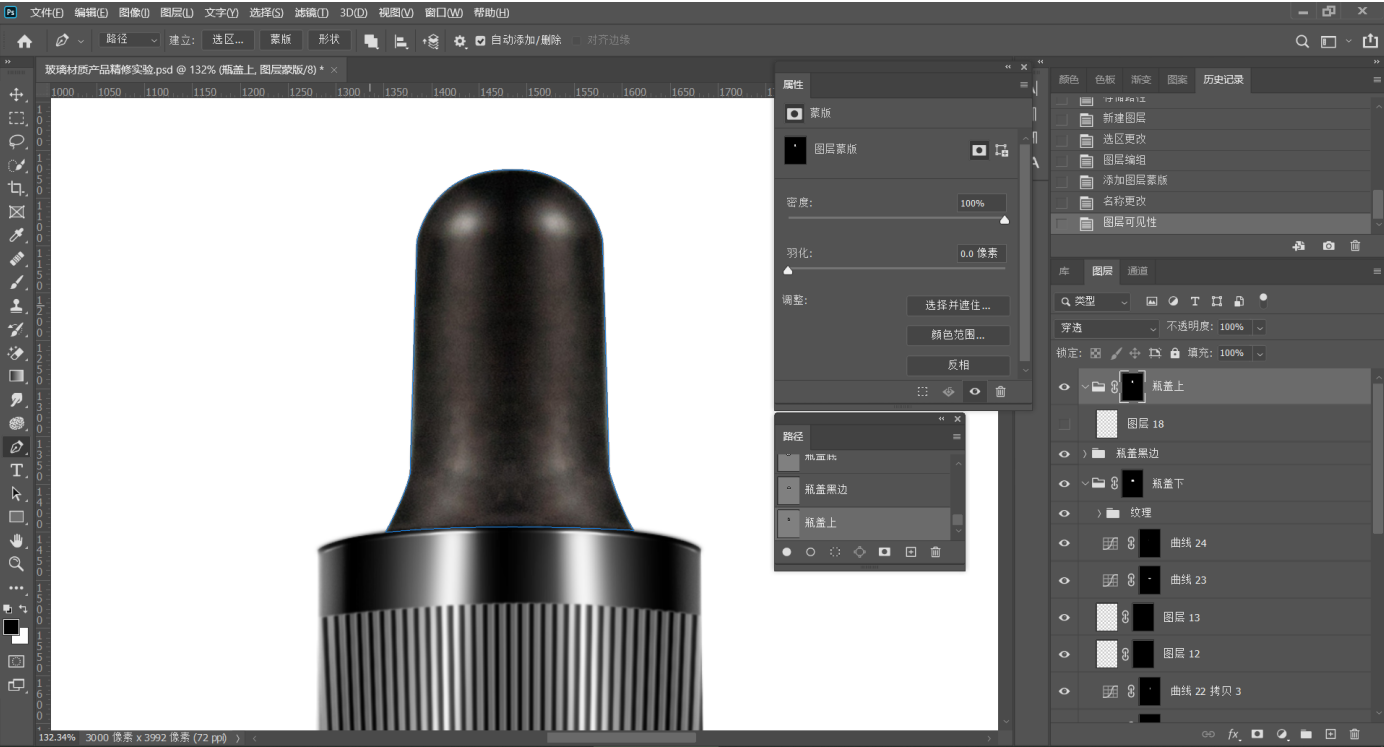 Ps 文件(F) 编辑(E) 图像(I) 图层(L) 文字(Y) 选择(S) 滤镜(T) 3D(D) 视图(V) 窗口(W) 帮助(H)
路径 建立: 选区... 蒙版 形状 自动添加/删除 对齐边缘
玻璃材质产品精修实验.psd @ 132% (瓶盖上, 图层蒙版/8) * ×
1000 1050 1100 1150 1200 1250 1300 1350 1400 1450 1500 1550 1600 1650 1700
属性
蒙版
图层蒙版
密度: 100%
羽化: 0.0 像素
调整: 选择并遮住...
颜色范围...
反相
路径
瓶盖底
瓶盖黑边
瓶盖上
颜色 色板 渐变 图案 历史记录
存储路径
新建图层
选区更改
图层编组
添加图层蒙版
名称更改
图层可见性
库 图层 通道
类型
穿透 不透明度: 100%
锁定: 填充: 100%
瓶盖上
图层 18
瓶盖黑边
瓶盖下
纹理
曲线 24
曲线 23
图层 13
图层 12
曲线 22 拷贝 3
fx
132.34% 3000 像素 x 3992 像素 (72 ppi)